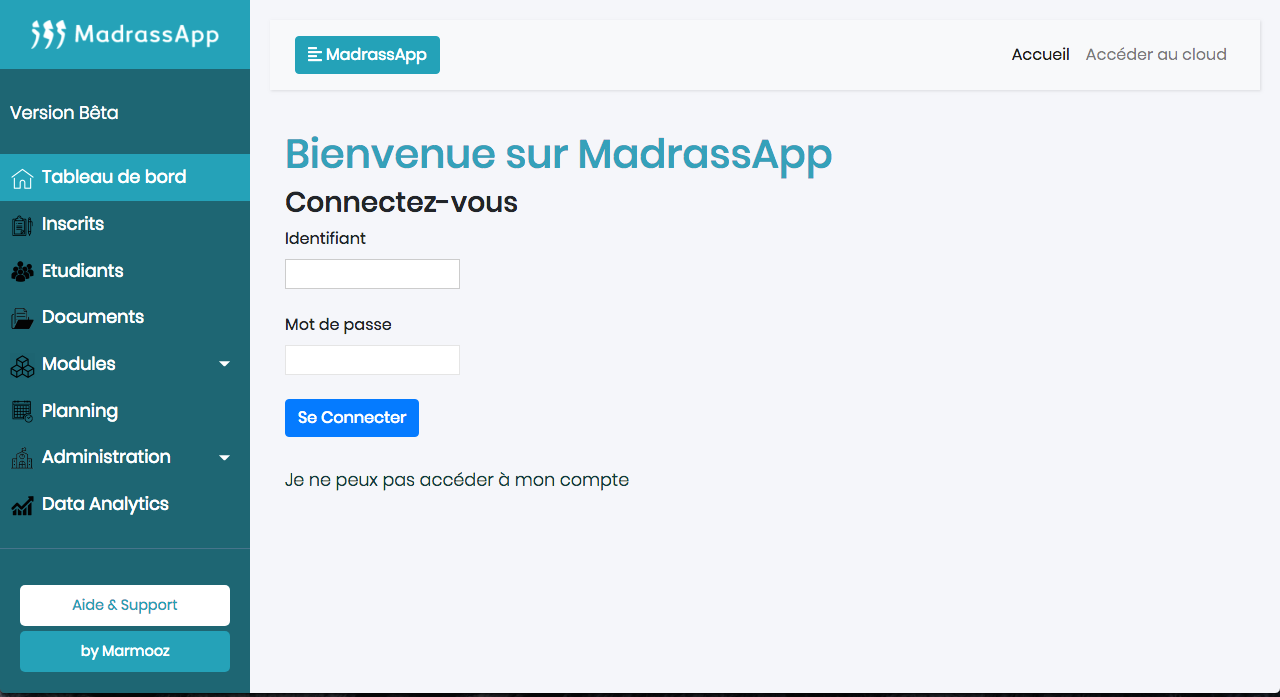 MadrassApp
Version Bêta
Tableau de bord
Inscrits
Etudiants
Documents
Modules
Planning
Administration
Data Analytics
Aide & Support
by Marmooz
MadrassApp
Accueil
Accéder au cloud
Bienvenue sur MadrassApp
Connectez-vous
Identifiant
Mot de passe
Se Connecter
Je ne peux pas accéder à mon compte